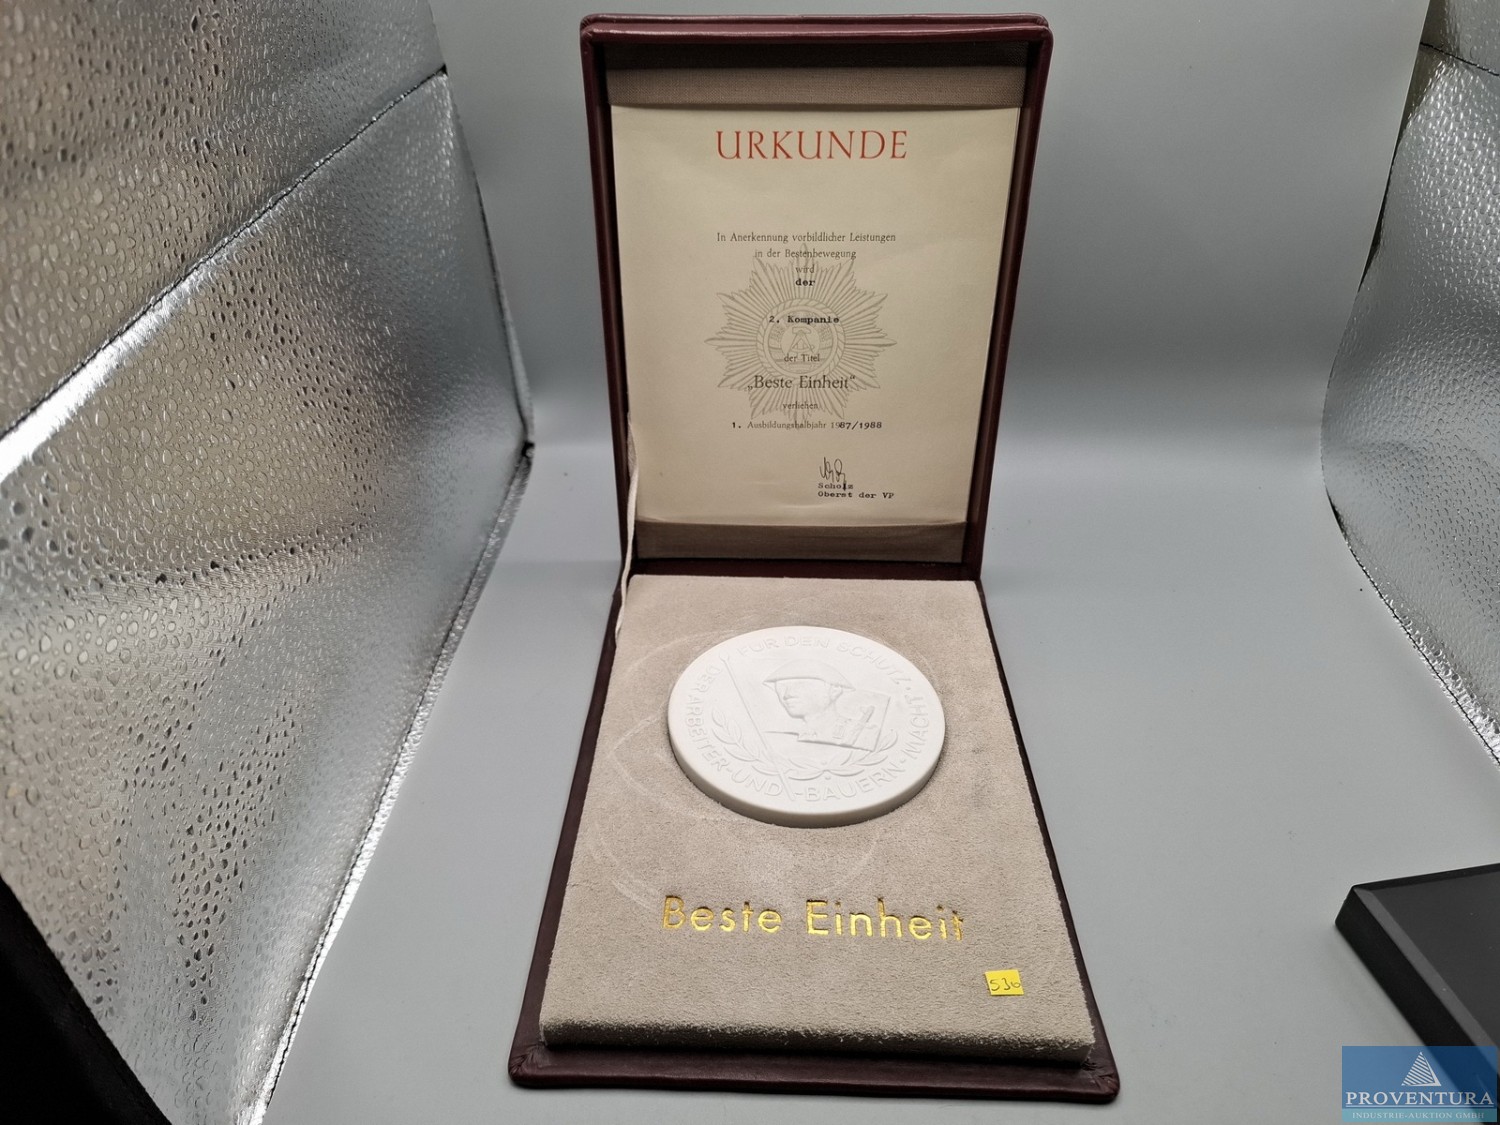 URKUNDE
In Anerkennung vorbildlicher Leistungen
in der Bestenbewegung
wird
der
2. Kompanie
der Titel
„Beste Einheit“
verliehen
1. Ausbildungshalbjahr 1987/1988
Scholz
Oberst der VP
FÜR DEN SCHUTZ · DER ARBEITER-UND-BAUERN-MACHT
Beste Einheit
536
PROVENTURA
INDUSTRIE-AUKTION GMBH